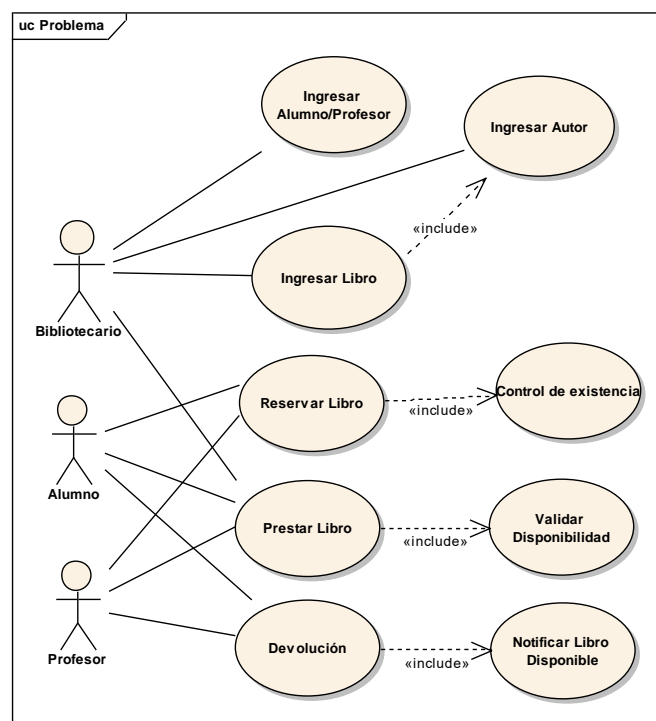 uc Problema
Ingresar
Alumno/Profesor
Ingresar Autor
«include»
Ingresar Libro
Bibliotecario
Reservar Libro
«include»
Control de existencia
Alumno
Prestar Libro
«include»
Validar
Disponibilidad
Profesor
Devolución
«include»
Notificar Libro
Disponible